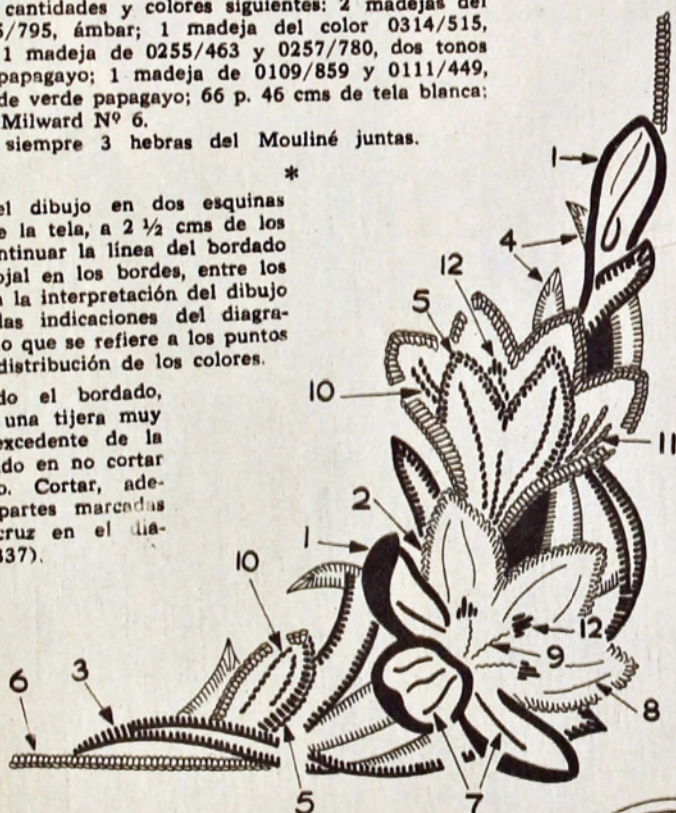 cantidades y colores siguientes: 2 madejas del
5/795, ámbar; 1 madeja del color 0314/515,
1 madeja de 0255/463 y 0257/780, dos tonos
papagayo; 1 madeja de 0109/859 y 0111/449,
de verde papagayo; 66 p. 46 cms de tela blanca;
Milward Nº 6.
siempre 3 hebras del Mouliné juntas.
*
el dibujo en dos esquinas
e la tela, a 2 ½ cms de los
ntinuar la línea del bordado
ojal en los bordes, entre los
la interpretación del dibujo
las indicaciones del diagra-
o que se refiere a los puntos
distribución de los colores.
do el bordado,
una tijera muy
excedente de la
do en no cortar
o. Cortar, ade-
partes marcadas
cruz en el dia-
337).
1
4
12
5
10
11
2
1
10
12
9
6
3
8
5
7